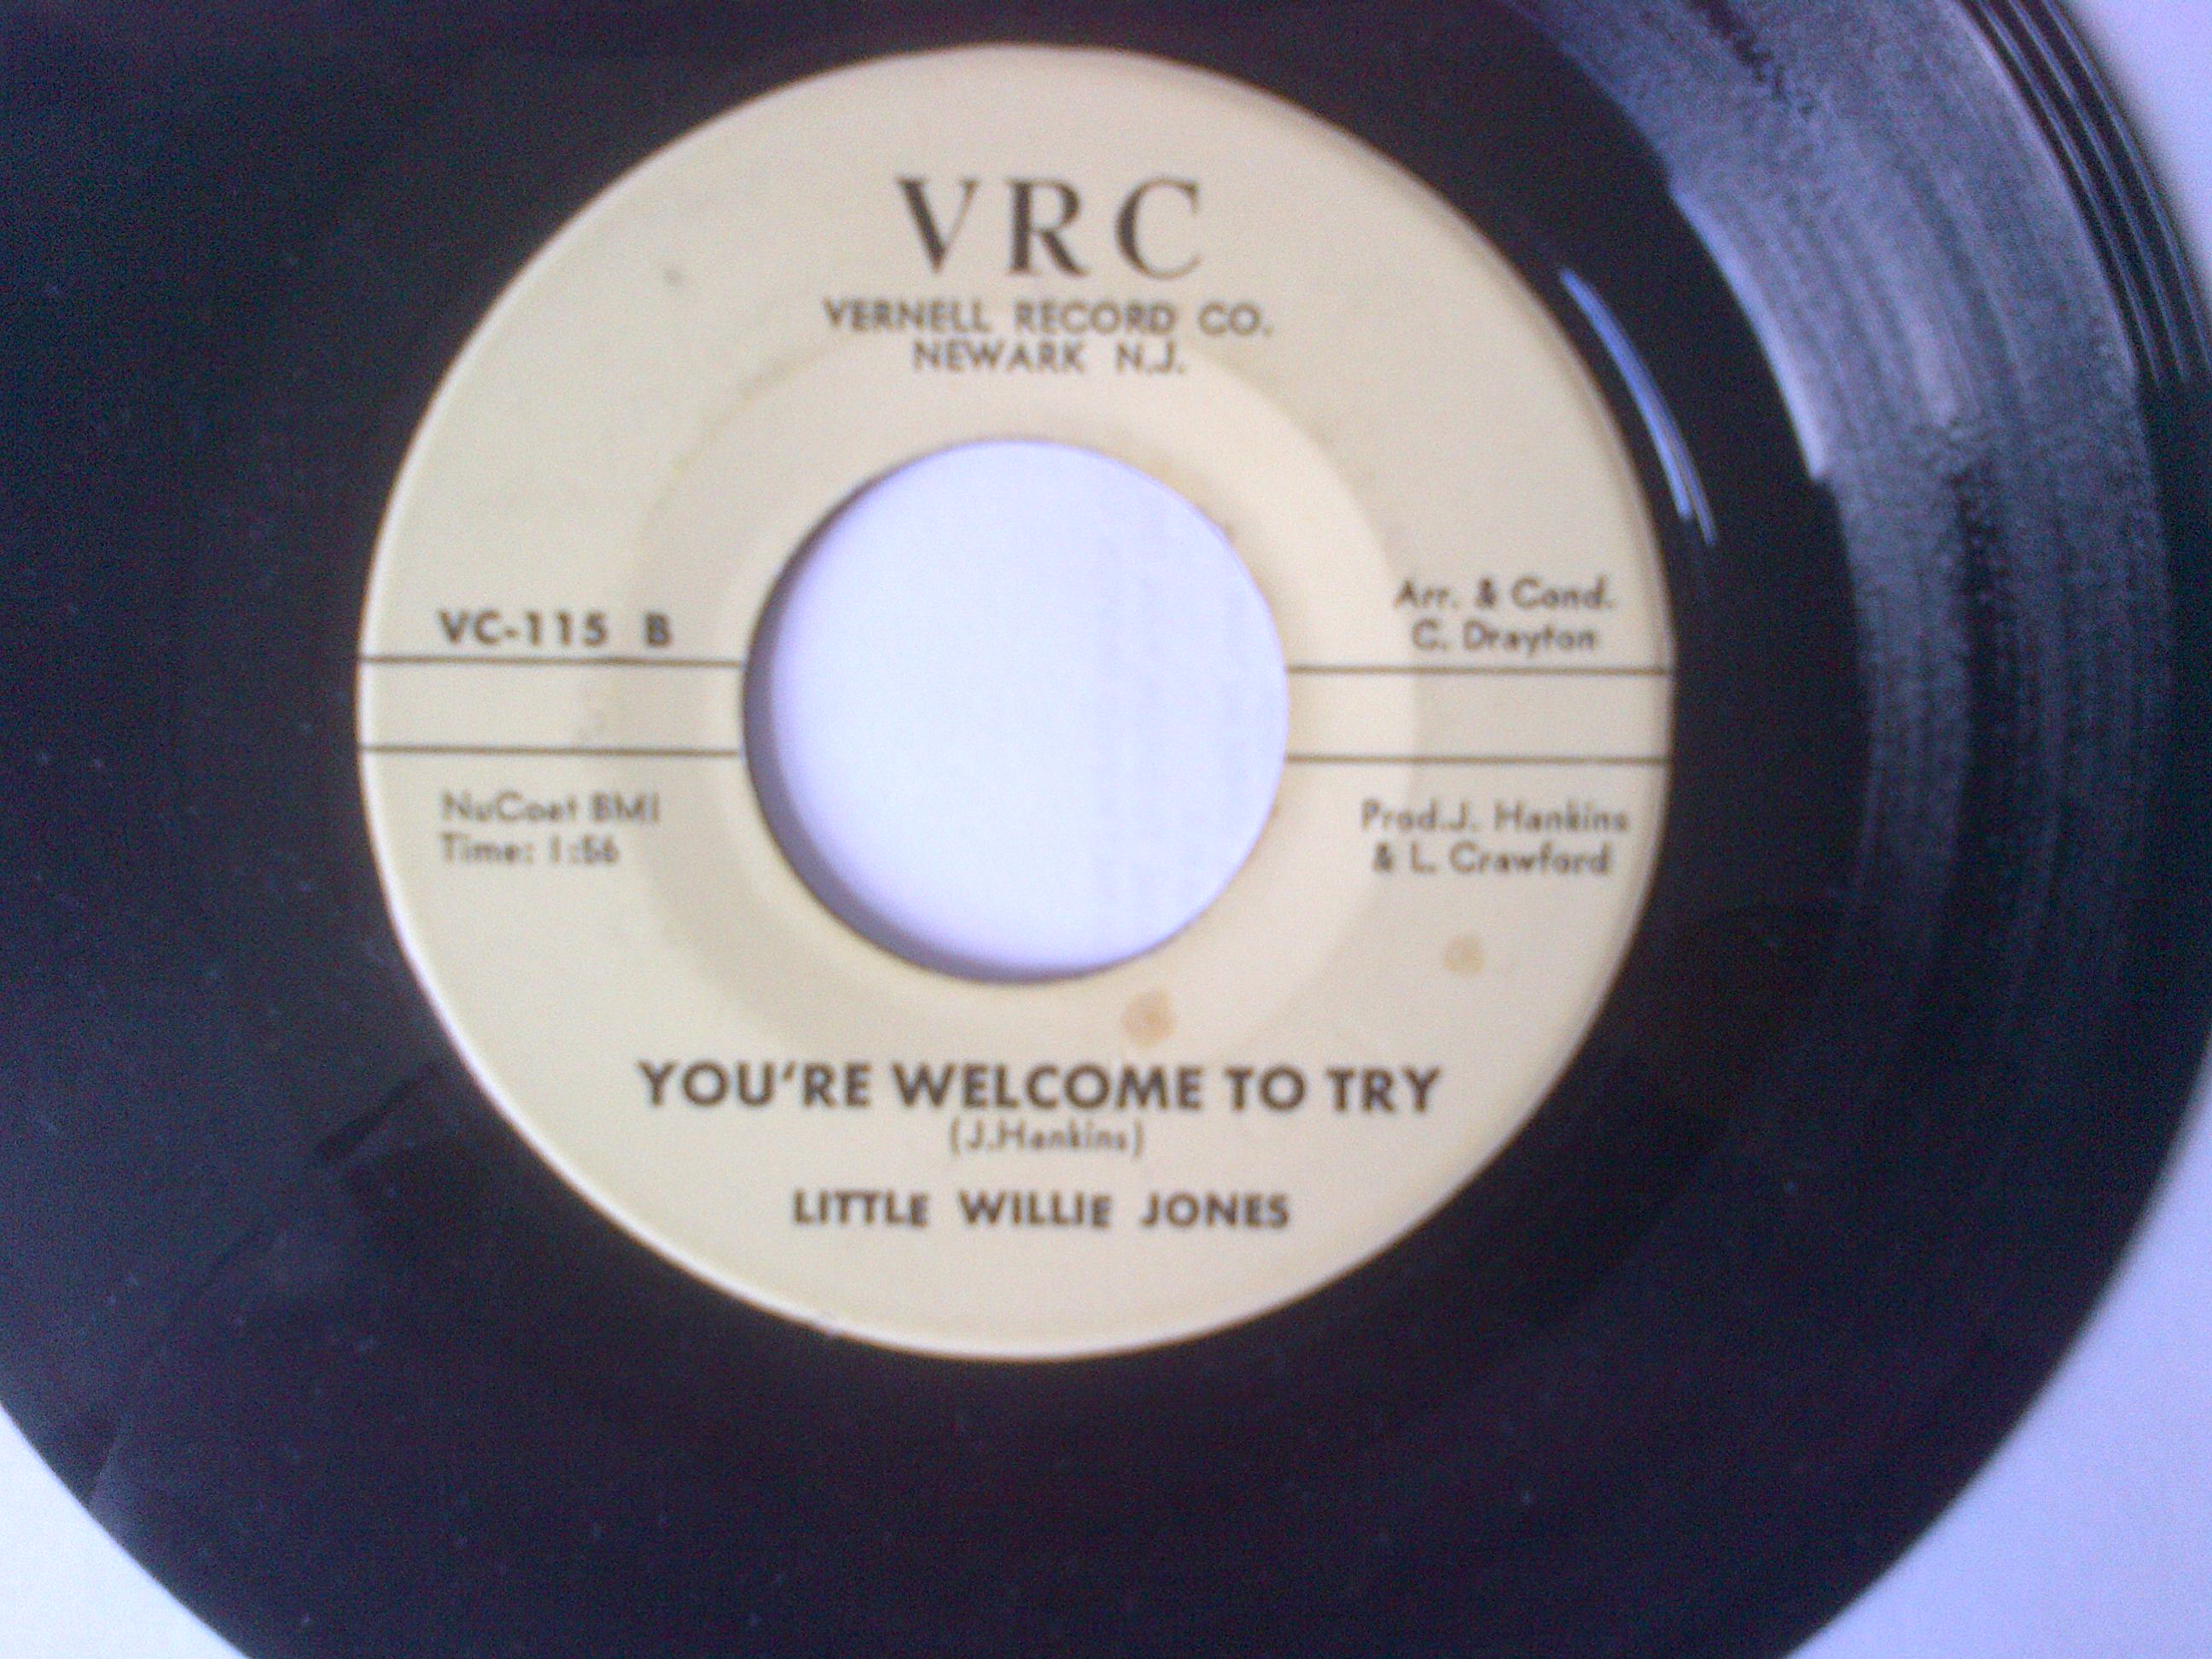 VRC
VERNELL RECORD CO.
NEWARK N.J.
VC-115 B
Arr. & Cond.
C. Drayton
NuCoat BMI
Time: 1:56
Prod.J. Hankins
& L. Crawford
YOU'RE WELCOME TO TRY
(J.Hankins)
LITTLE WILLIE JONES